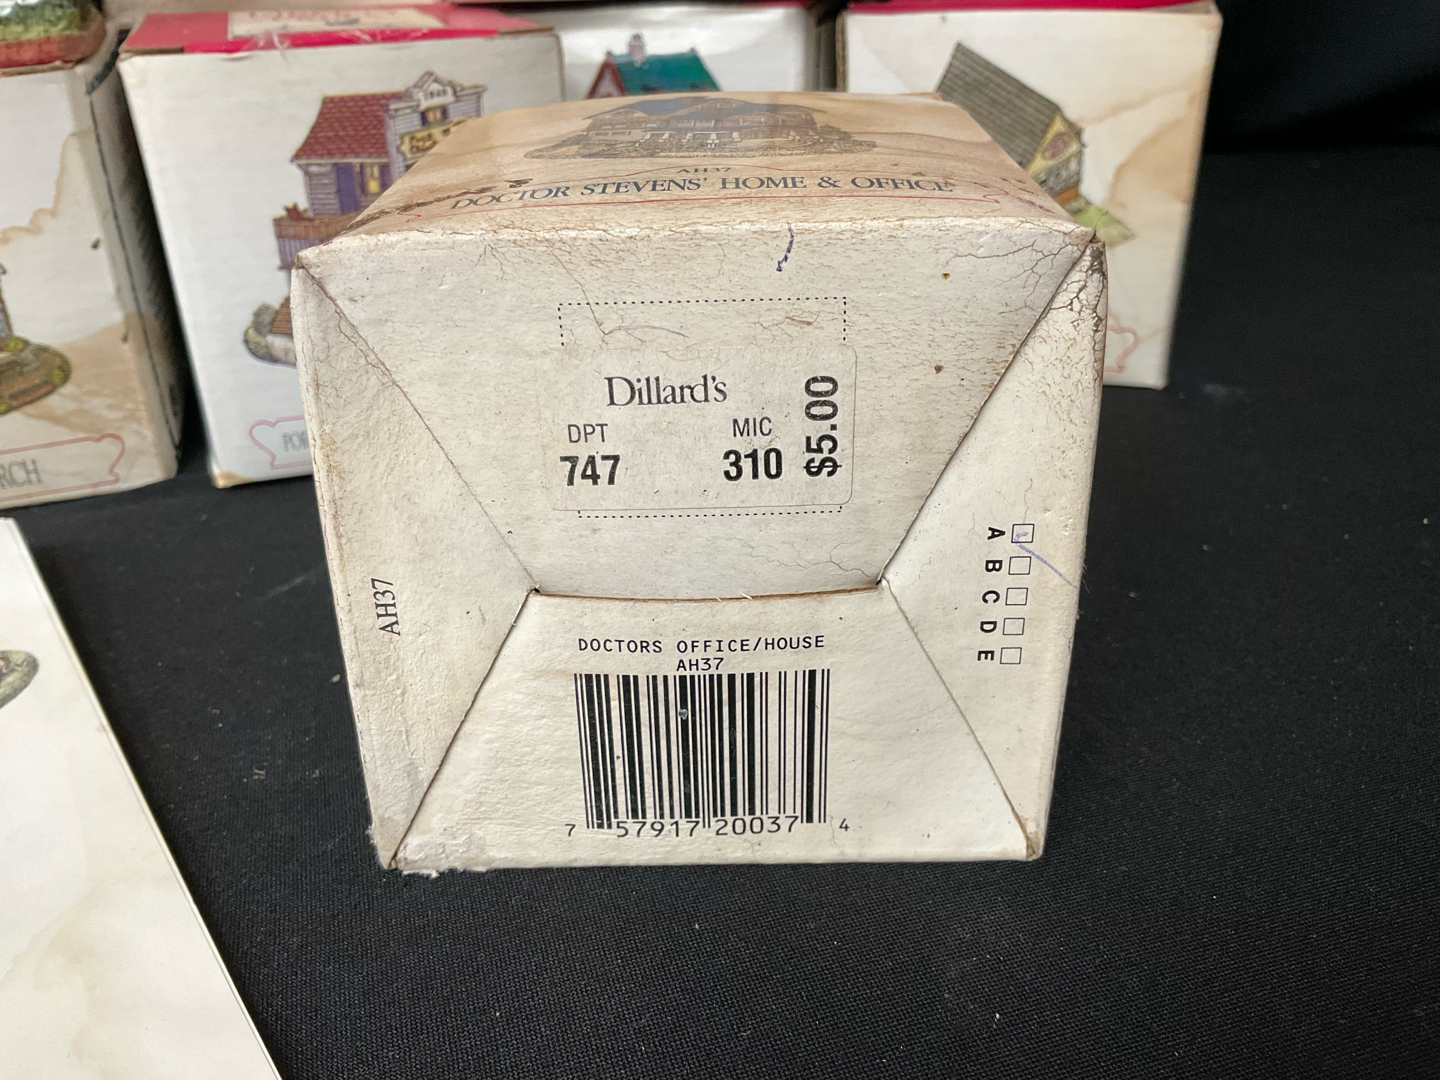 AH37
DOCTOR STEVENS' HOME & OFFICE
Dillard's
DPT MIC
747 310
$5.00
A
B
C
D
E
AH37
DOCTORS OFFICE/HOUSE
AH37
7 57917 20037 4
RCH